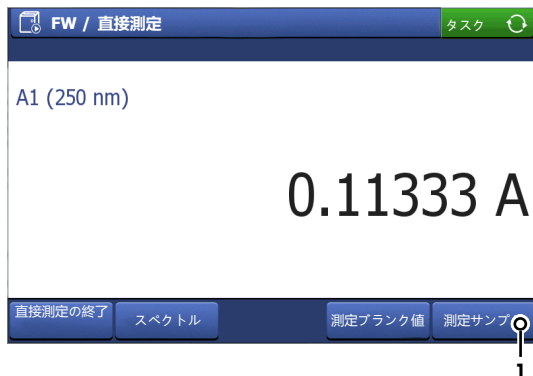 FW / 直接測定
タスク
A1 (250 nm)
0.11333 A
直接測定の終了
スペクトル
測定ブランク値
測定サンプ
1